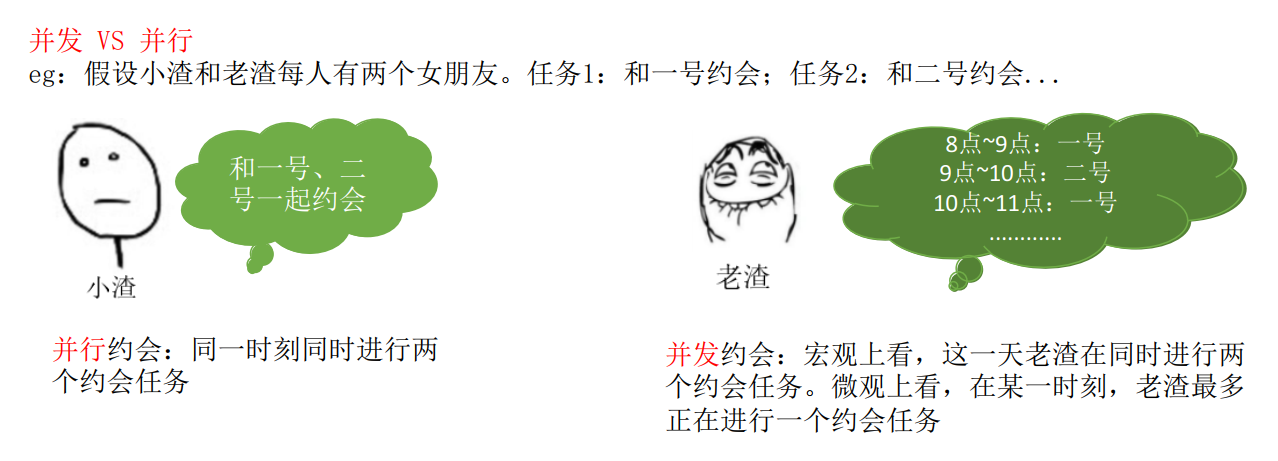 并发 VS 并行
eg：假设小渣和老渣每人有两个女朋友。任务1：和一号约会；任务2：和二号约会...
和一号、二
号一起约会
小渣
并行约会：同一时刻同时进行两
个约会任务
8点~9点：一号
9点~10点：二号
10点~11点：一号
............
老渣
并发约会：宏观上看，这一天老渣在同时进行两
个约会任务。微观上看，在某一时刻，老渣最多
正在进行一个约会任务